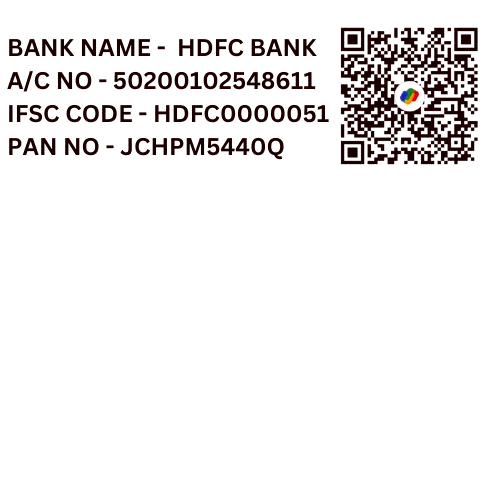 BANK NAME -  HDFC BANK
A/C NO - 50200102548611
IFSC CODE - HDFC0000051
PAN NO - JCHPM5440Q